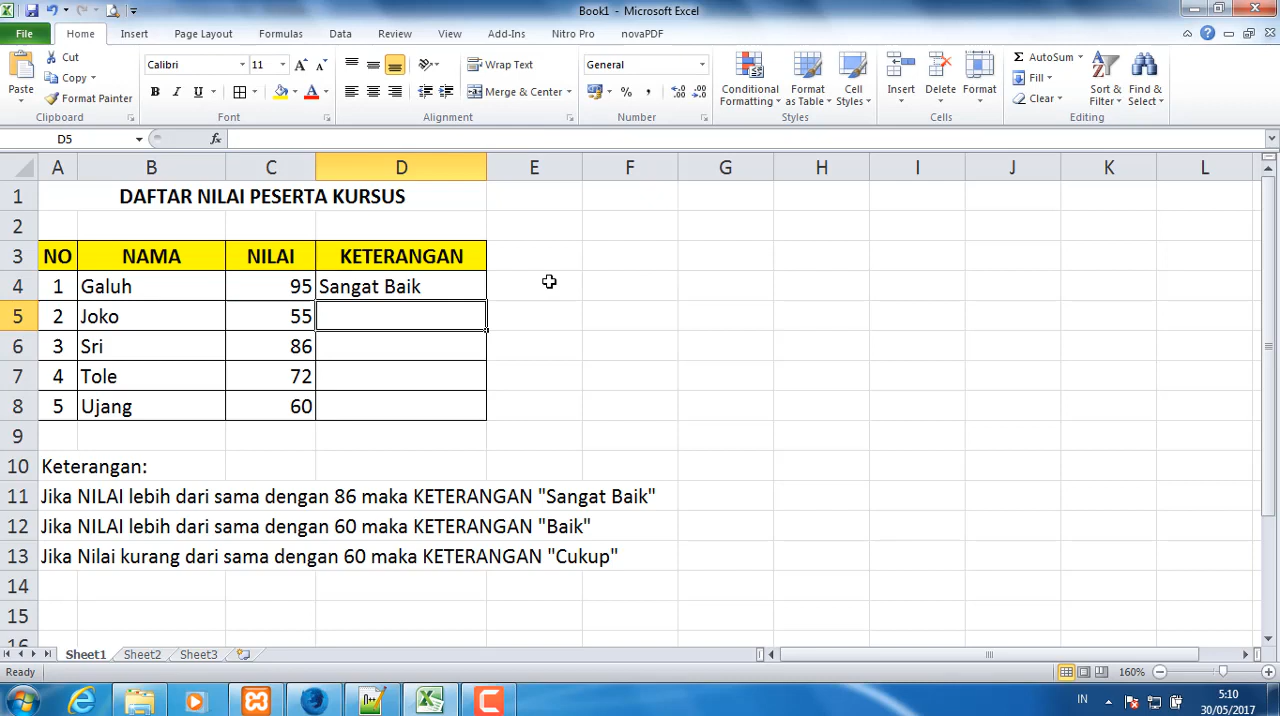 Book1 - Microsoft Excel
File Home Insert Page Layout Formulas Data Review View Add-Ins Nitro Pro novaPDF
Paste
Cut
Copy
Format Painter
Clipboard
Calibri 11
B I U
Font
Wrap Text
Merge & Center
Alignment
General
Number
Conditional Formatting
Format as Table
Cell Styles
Styles
Insert
Delete
Format
Cells
AutoSum
Fill
Clear
Sort & Filter
Find & Select
Editing
D5 fx
A B C D E F G H I J K L
1 DAFTAR NILAI PESERTA KURSUS
2
3 NO NAMA NILAI KETERANGAN
4 1 Galuh 95 Sangat Baik
5 2 Joko 55
6 3 Sri 86
7 4 Tole 72
8 5 Ujang 60
9
10 Keterangan:
11 Jika NILAI lebih dari sama dengan 86 maka KETERANGAN "Sangat Baik"
12 Jika NILAI lebih dari sama dengan 60 maka KETERANGAN "Baik"
13 Jika Nilai kurang dari sama dengan 60 maka KETERANGAN "Cukup"
14
15
16
Sheet1 Sheet2 Sheet3
Ready 160%
IN 5:10
30/05/2017